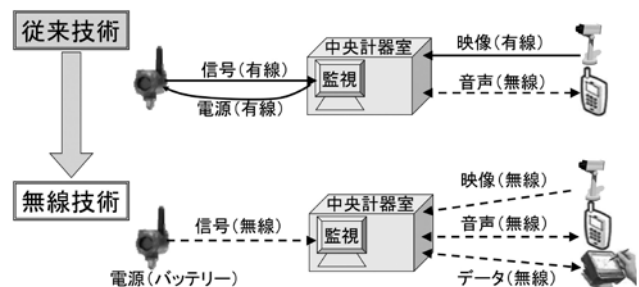 従来技術
信号(有線)
電源(有線)
中央計器室
監視
映像(有線)
音声(無線)
無線技術
信号(無線)
電源(バッテリー)
中央計器室
監視
映像(無線)
音声(無線)
データ(無線)